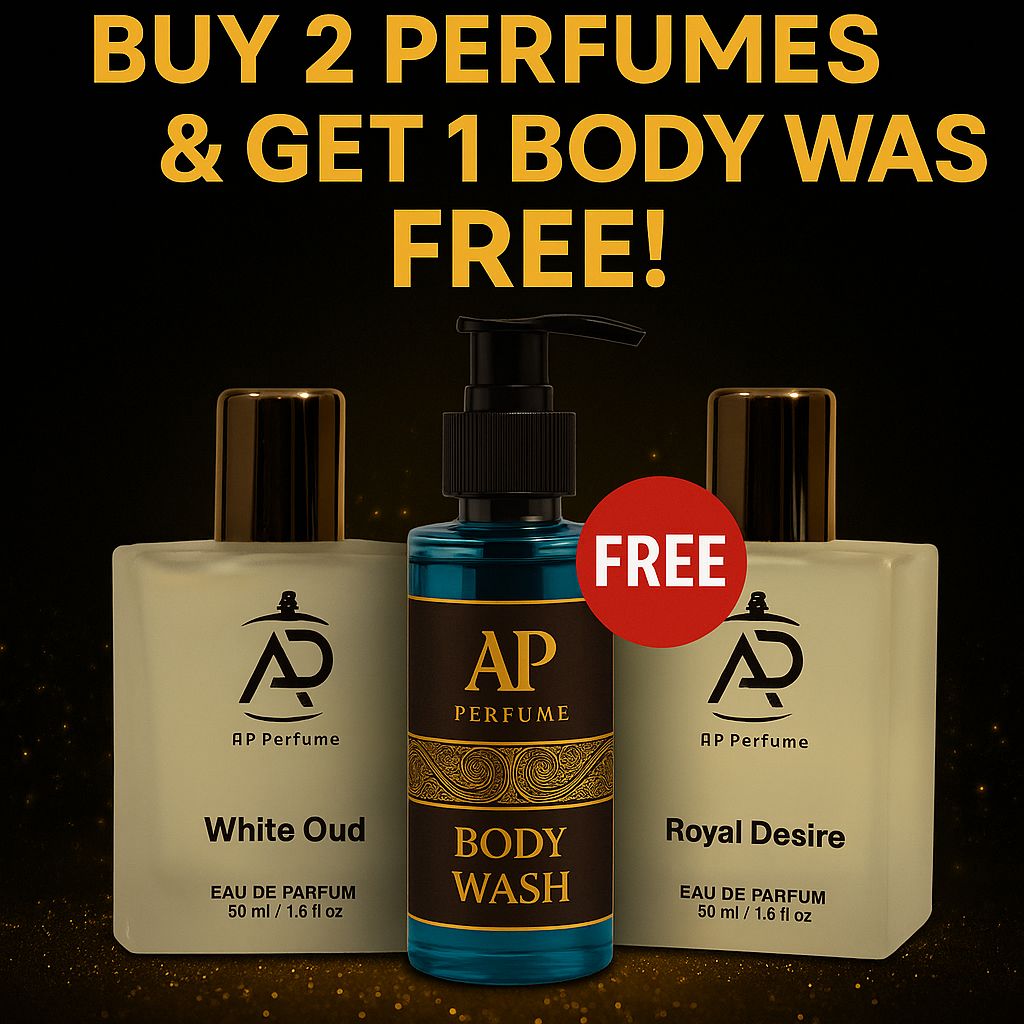 BUY 2 PERFUMES
& GET 1 BODY WAS
FREE!
FREE
AP
AP Perfume
White Oud
EAU DE PARFUM
50 ml / 1.6 fl oz
AP
PERFUME
BODY
WASH
AP
AP Perfume
Royal Desire
EAU DE PARFUM
50 ml / 1.6 fl oz